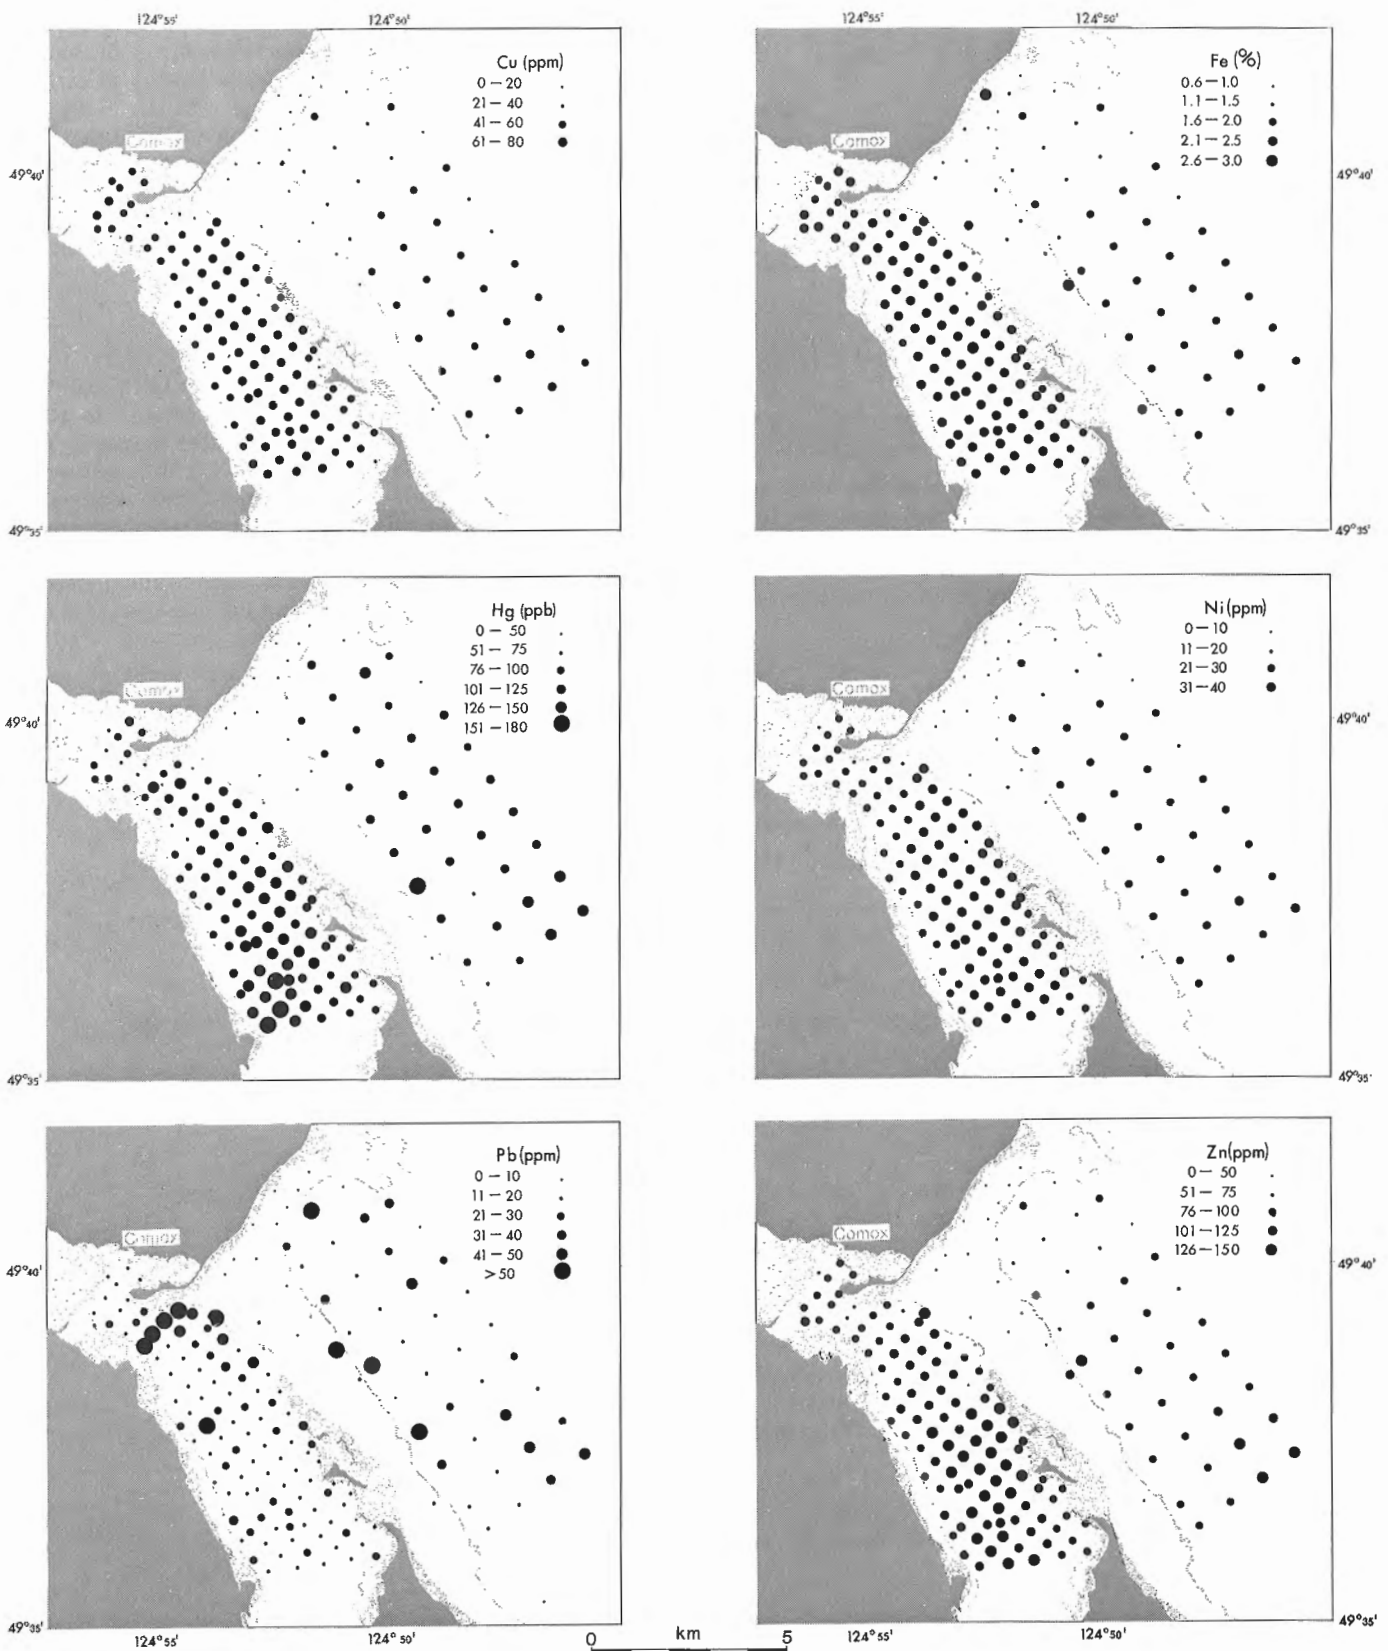 124°55'
124°50'
124°55'
124°50'
Cu (ppm)
0 – 20
21 – 40
41 – 60
61 – 80
Comox
49°40'
49°35'
Fe (%)
0.6 – 1.0
1.1 – 1.5
1.6 – 2.0
2.1 – 2.5
2.6 – 3.0
Comox
49°40'
49°35'
Hg (ppb)
0 – 50
51 – 75
76 – 100
101 – 125
126 – 150
151 – 180
Comox
49°40'
49°35'
Ni (ppm)
0 – 10
11 – 20
21 – 30
31 – 40
Comox
49°40'
49°35'
Pb (ppm)
0 – 10
11 – 20
21 – 30
31 – 40
41 – 50
> 50
Comox
49°40'
49°35'
Zn (ppm)
0 – 50
51 – 75
76 – 100
101 – 125
126 – 150
Comox
49°40'
49°35'
124°55'
124°50'
0 km 5
124°55'
124°50'